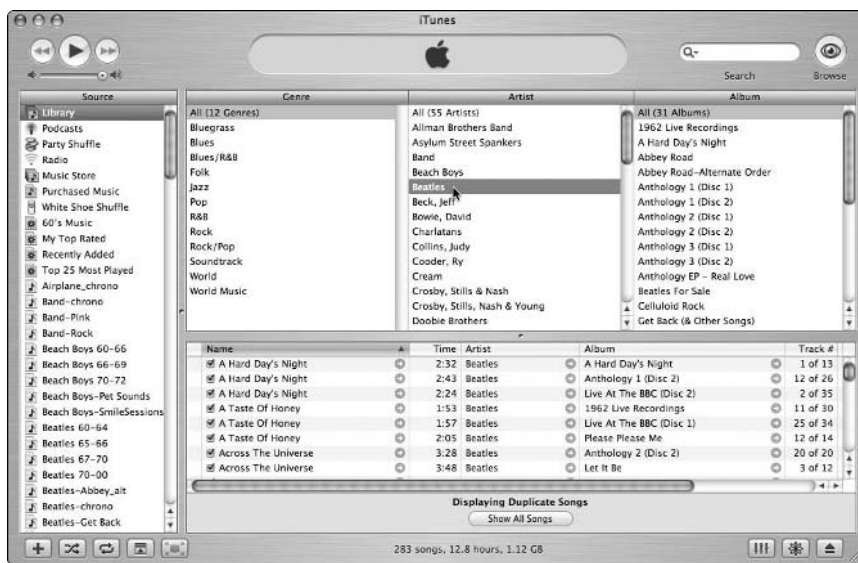 iTunes
Search
Browse
Source
Library
Podcasts
Party Shuffle
Radio
Music Store
Purchased Music
White Shoe Shuffle
60's Music
My Top Rated
Recently Added
Top 25 Most Played
Airplane_chrono
Band-chrono
Band-Pink
Band-Rock
Beach Boys 60-66
Beach Boys 66-69
Beach Boys 70-72
Beach Boys-Pet Sounds
Beach Boys-SmileSessions
Beatles 60-64
Beatles 65-66
Beatles 67-70
Beatles 70-00
Beatles-Abbey_alt
Beatles-chrono
Beatles-Get Back
Genre
All (12 Genres)
Bluegrass
Blues
Blues/R&B
Folk
Jazz
Pop
R&B
Rock
Rock/Pop
Soundtrack
World
World Music
Artist
All (55 Artists)
Allman Brothers Band
Asylum Street Spankers
Band
Beach Boys
Beatles
Beck, Jeff
Bowie, David
Charlatans
Collins, Judy
Cooder, Ry
Cream
Crosby, Stills & Nash
Crosby, Stills, Nash & Young
Doobie Brothers
Album
All (31 Albums)
1962 Live Recordings
A Hard Day's Night
Abbey Road
Abbey Road-Alternate Order
Anthology 1 (Disc 1)
Anthology 1 (Disc 2)
Anthology 2 (Disc 1)
Anthology 2 (Disc 2)
Anthology 3 (Disc 1)
Anthology 3 (Disc 2)
Anthology EP - Real Love
Beatles For Sale
Celluloid Rock
Get Back (& Other Songs)
Name Time Artist Album Track #
A Hard Day's Night 2:32 Beatles A Hard Day's Night 1 of 13
A Hard Day's Night 2:43 Beatles Anthology 1 (Disc 2) 12 of 26
A Hard Day's Night 2:24 Beatles Live At The BBC (Disc 2) 2 of 35
A Taste Of Honey 1:53 Beatles 1962 Live Recordings 11 of 30
A Taste Of Honey 1:57 Beatles Live At The BBC (Disc 1) 25 of 34
A Taste Of Honey 2:05 Beatles Please Please Me 12 of 14
Across The Universe 3:28 Beatles Anthology 2 (Disc 2) 20 of 20
Across The Universe 3:48 Beatles Let It Be 3 of 12
Displaying Duplicate Songs
Show All Songs
283 songs, 12.8 hours, 1.12 GB